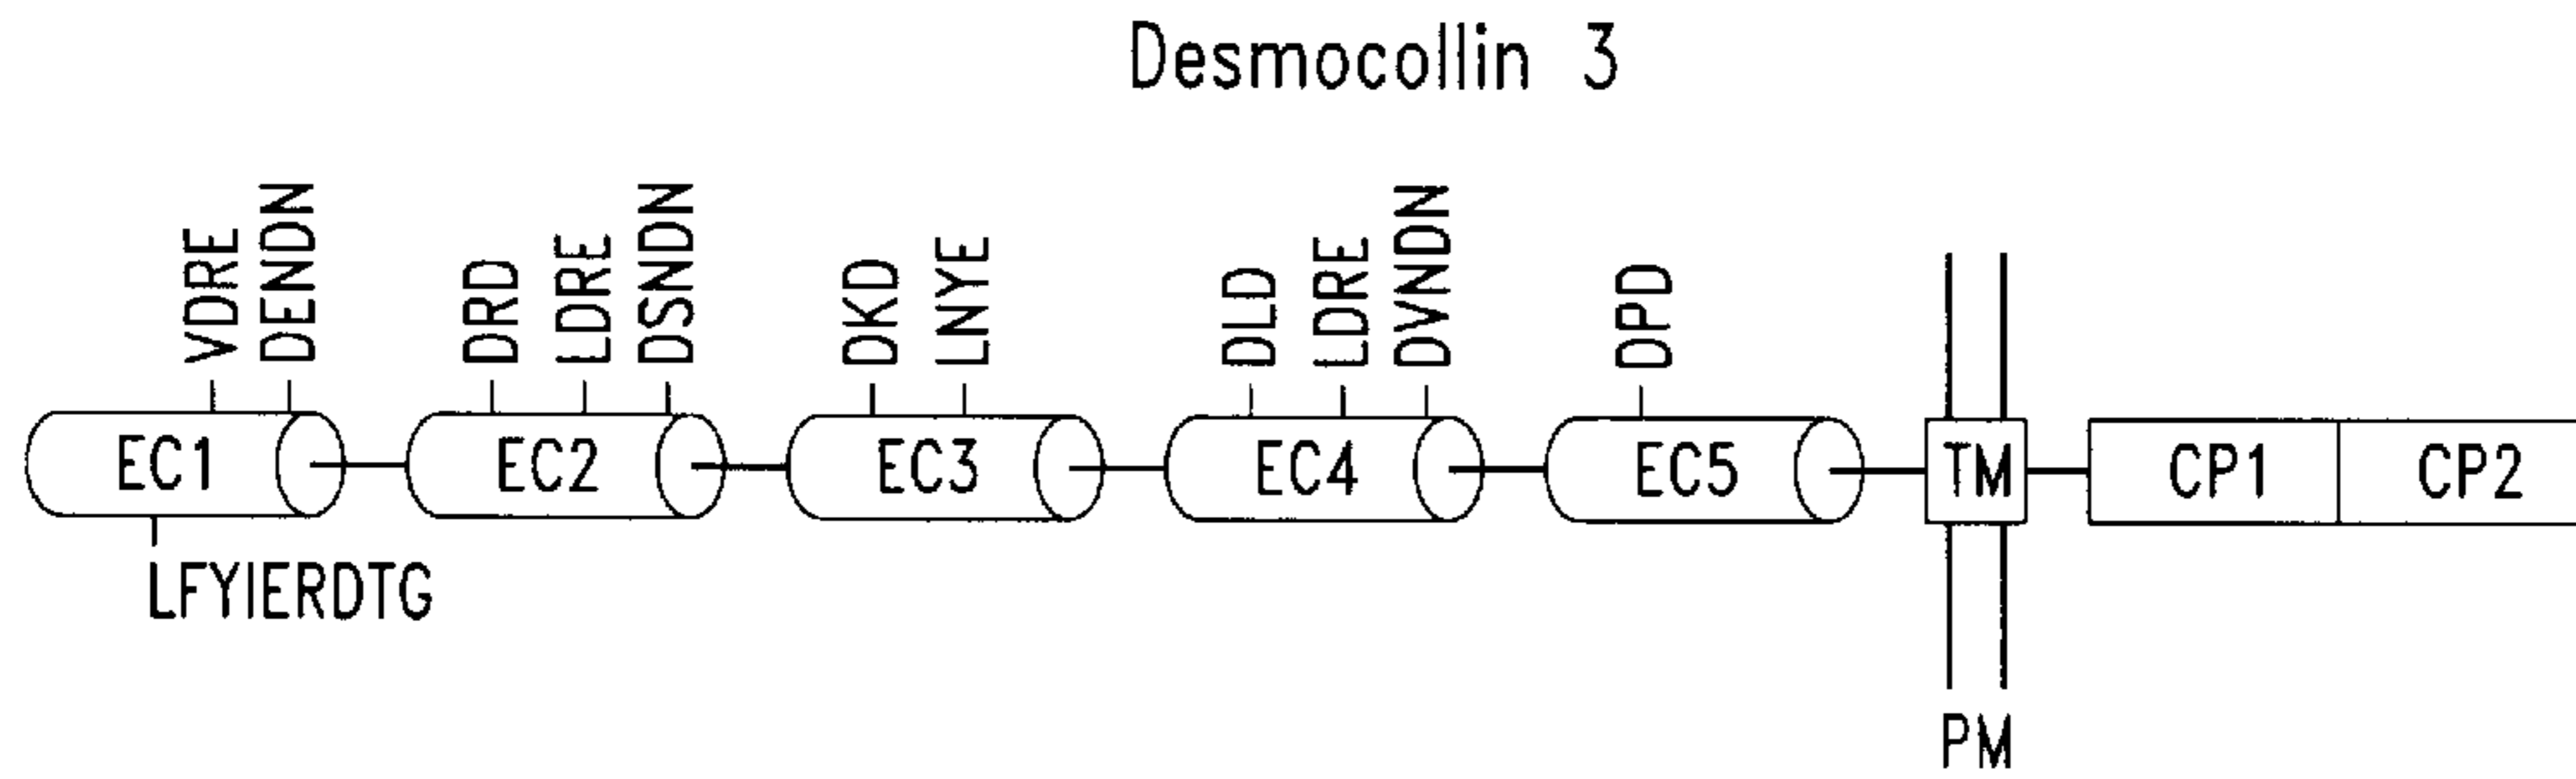 Desmocollin 3
VDRE
DENDN
DRD
LDRE
DSNDN
DKD
LNYE
DLD
LDRE
DVNDN
DPD
EC1
EC2
EC3
EC4
EC5
TM
CP1
CP2
LFYIERDTG
PM